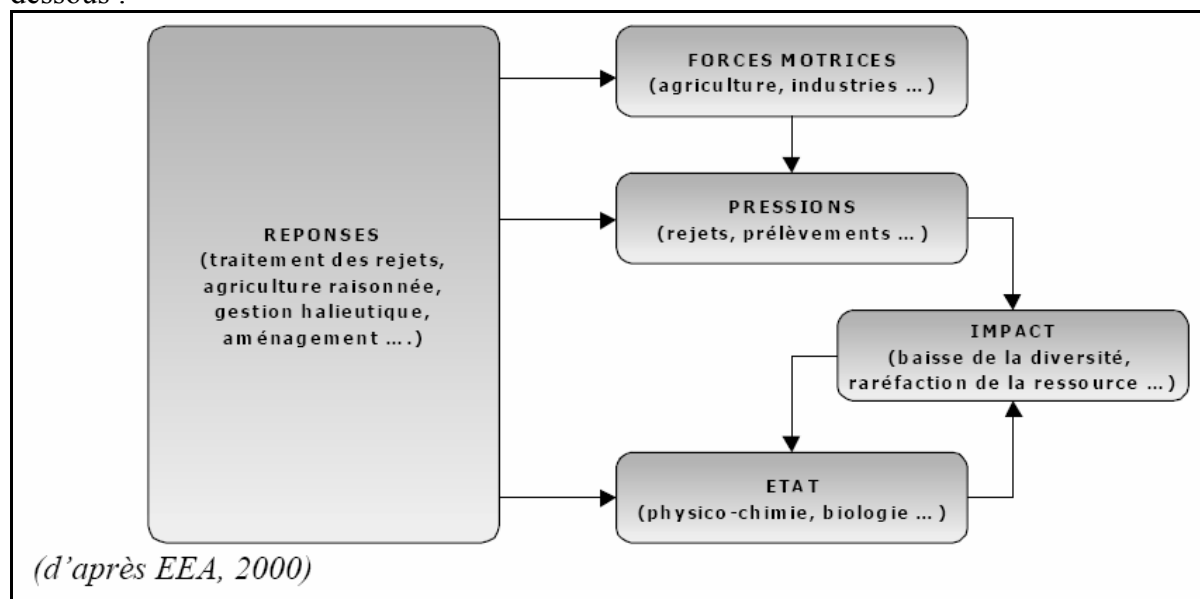 dessous :
FORCES MOTRICES
(agriculture, industries ...)
PRESSIONS
(rejets, prélèvements ...)
REPONSES
(traitement des rejets,
agriculture raisonnée,
gestion halieutique,
aménagement ....)
IMPACT
(baisse de la diversité,
raréfaction de la ressource ...)
ETAT
(physico-chimie, biologie ...)
(d'après EEA, 2000)